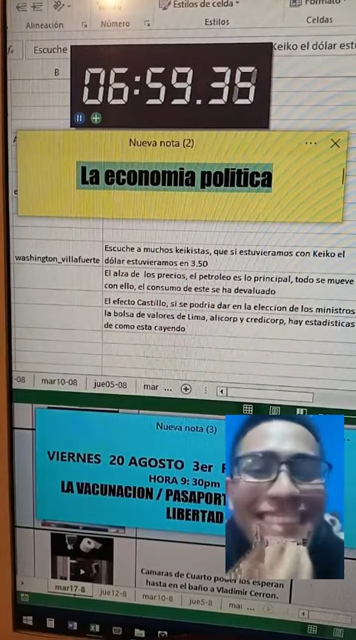 Estilos de celda
Formato
Alineación
Número
Estilos
Celdas
Escuche
Keiko el dólar est
B
06:59.38
Nueva nota (2)
La economia politica
washington_villafuerte
Escuche a muchos keikistas, que si estuvieramos con Keiko el
dólar estuvieramos en 3.50
El alza de los precios, el petroleo es lo principal, todo se mueve
con ello, el consumo de este se ha devaluado
El efecto Castillo, si se podria dar en la eleccion de los ministros
la bolsa de valores de Lima, alicorp y credicorp, hay estadisticas
de como esta cayendo
-08
mar10-08
jue05-08
mar ...
Nueva nota (3)
VIERNES 20 AGOSTO 3er
HORA 9: 30pm
LA VACUNACION / PASAPORT
LIBERTAD
Camaras de Cuarto poder los esperan
hasta en el baño a Vladimir Cerron.
mar17-8
jue12-8
mar10-8
jue5-8